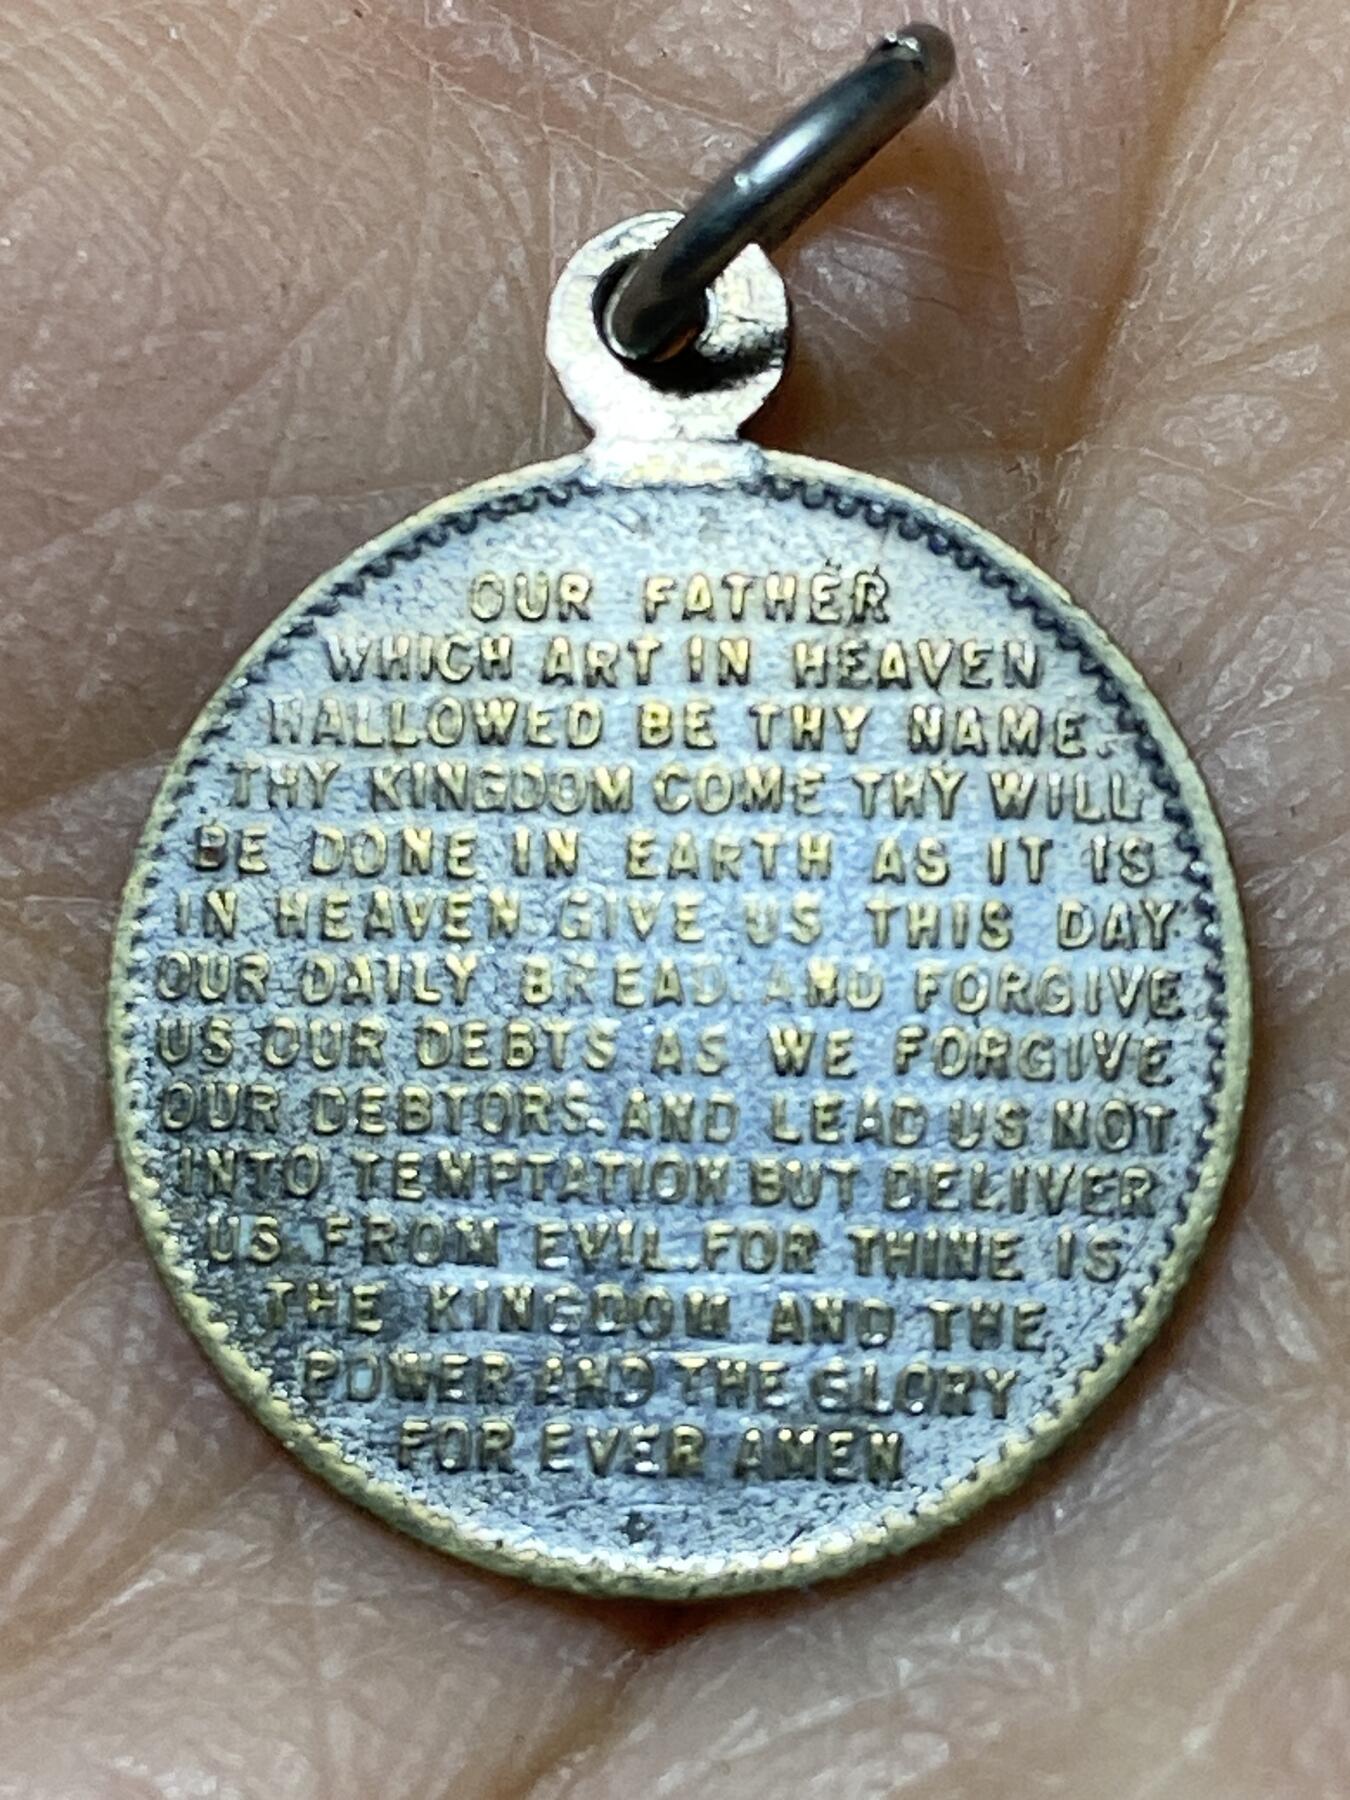 OUR FATHER
WHICH ART IN HEAVEN
HALLOWED BE THY NAME.
THY KINGDOM COME THY WILL
BE DONE IN EARTH AS IT IS
IN HEAVEN GIVE US THIS DAY
OUR DAILY BREAD AND FORGIVE
US OUR DEBTS AS WE FORGIVE
OUR DEBTORS. AND LEAD US NOT
INTO TEMPTATION BUT DELIVER
US FROM EVIL. FOR THINE IS
THE KINGDOM AND THE
POWER AND THE GLORY
FOR EVER AMEN